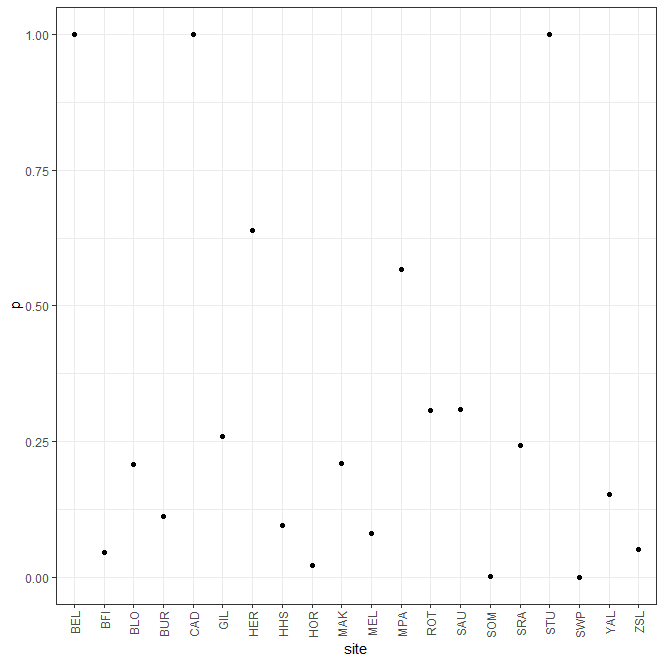 1.00
0.75
0.50
0.25
0.00
p
BEL BFI BLO BUR CAD GIL HER HHS HOR MAK MEL MPA ROT SAU SOM SRA STU SWP YAL ZSL
site